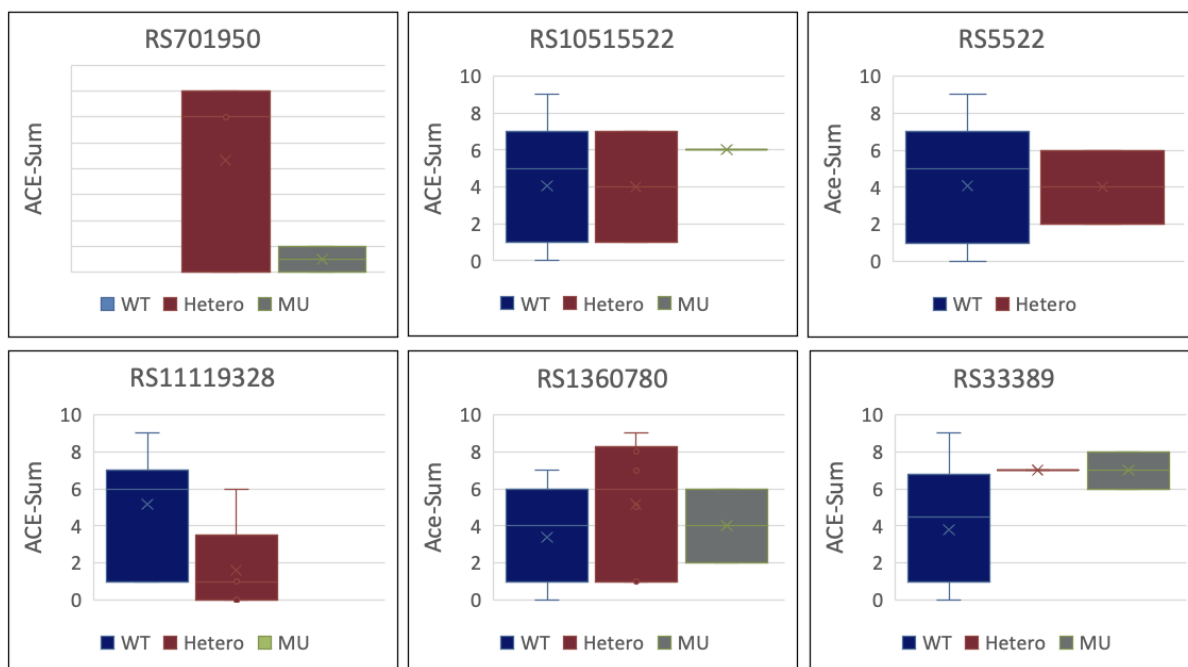 RS701950
ACE-Sum
WT Hetero MU
RS10515522
ACE-Sum
10
8
6
4
2
0
WT Hetero MU
RS5522
Ace-Sum
10
8
6
4
2
0
WT Hetero
RS11119328
ACE-Sum
10
8
6
4
2
0
WT Hetero MU
RS1360780
Ace-Sum
10
8
6
4
2
0
WT Hetero MU
RS33389
ACE-Sum
10
8
6
4
2
0
WT Hetero MU